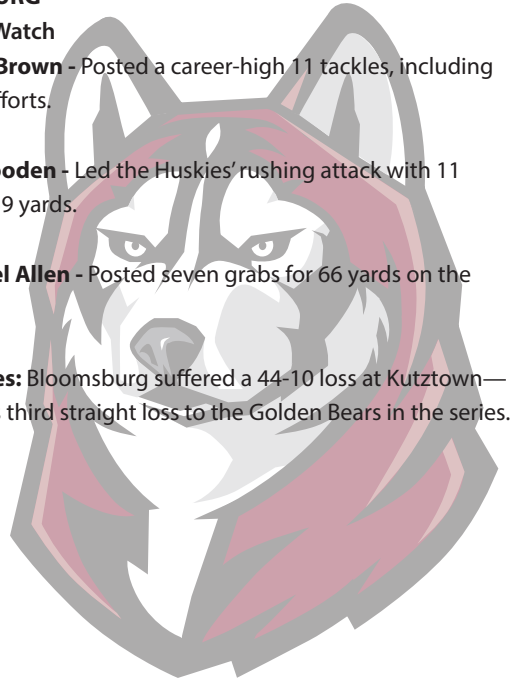 Watch
Brown - Posted a career-high 11 tackles, including
fforts.
oden - Led the Huskies' rushing attack with 11
9 yards.
el Allen - Posted seven grabs for 66 yards on the
es: Bloomsburg suffered a 44-10 loss at Kutztown—
s third straight loss to the Golden Bears in the series.